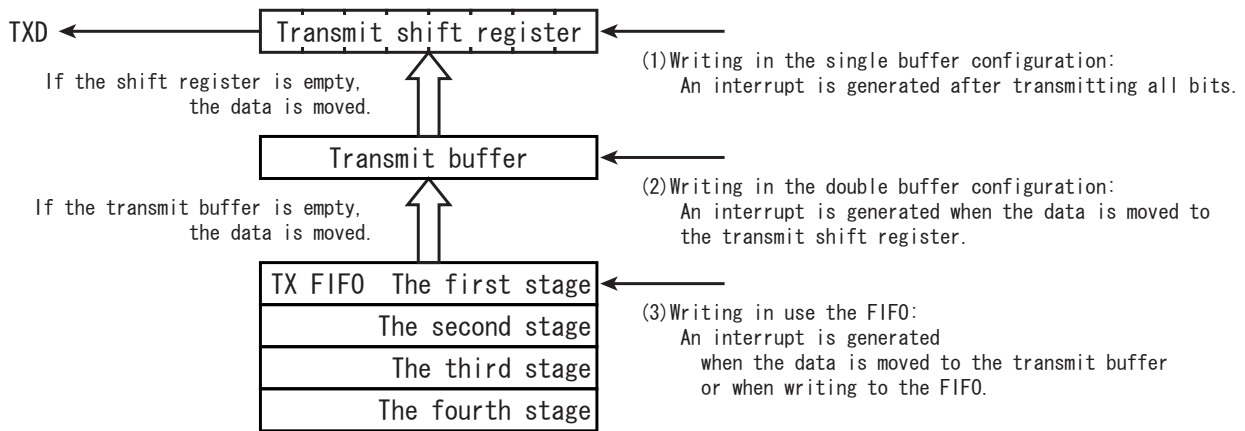 TXD
Transmit shift register
(1)Writing in the single buffer configuration:
An interrupt is generated after transmitting all bits.
If the shift register is empty,
the data is moved.
Transmit buffer
(2)Writing in the double buffer configuration:
An interrupt is generated when the data is moved to
the transmit shift register.
If the transmit buffer is empty,
the data is moved.
TX FIFO The first stage
The second stage
The third stage
The fourth stage
(3)Writing in use the FIFO:
An interrupt is generated
when the data is moved to the transmit buffer
or when writing to the FIFO.